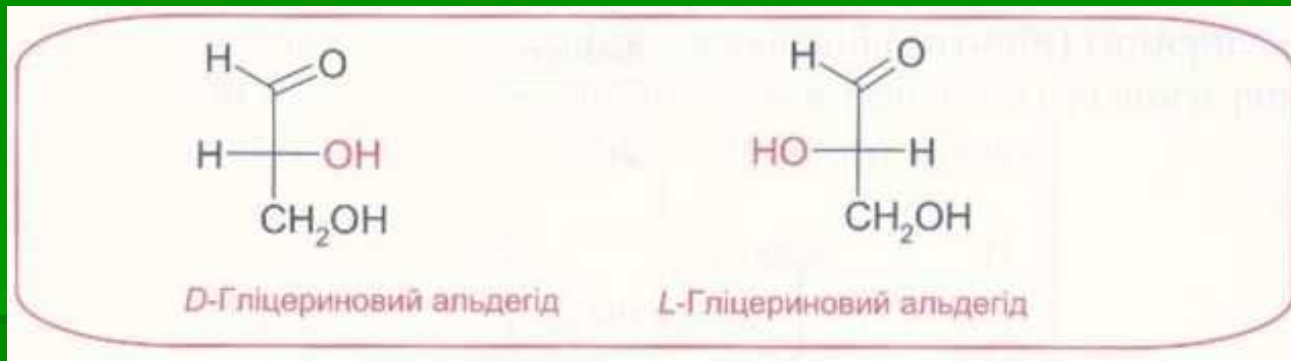 H O H O
H OH HO H
CH₂OH CH₂OH
D-Гліцериновий альдегід L-Гліцериновий альдегід